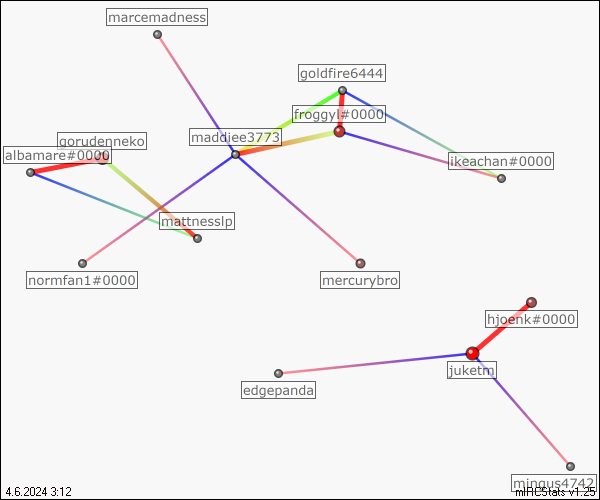 marcemadness
goldfire6444
froggyl#0000
maddiee3773
gorudenneko
albamare#0000
ikeachan#0000
mattnesslp
normfan1#0000
mercurybro
hjoenk#0000
juketm
edgepanda
mingus4742
4.6.2024 3:12
mIRCStats v1.25